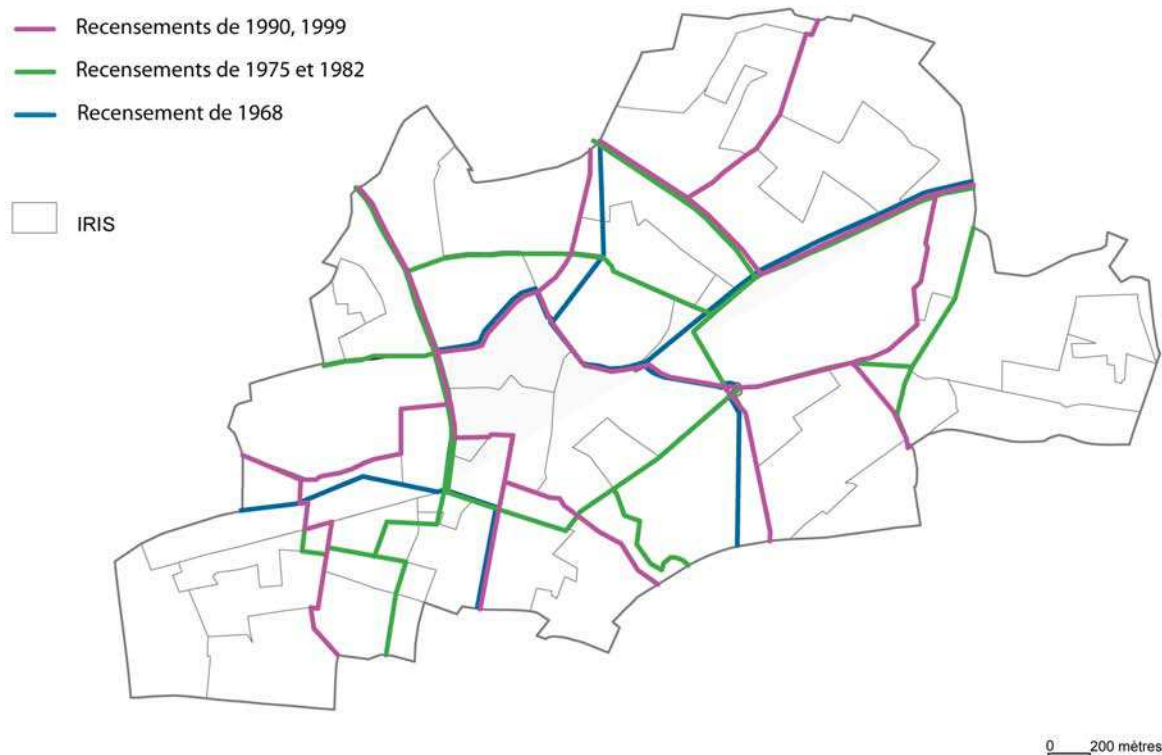 Recensements de 1990, 1999
Recensements de 1975 et 1982
Recensement de 1968
IRIS
0 200 mètres